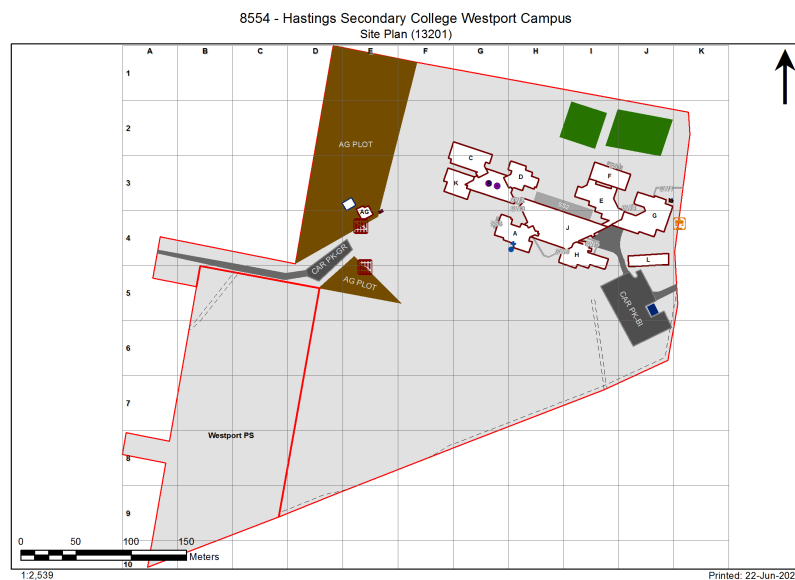 8554 - Hastings Secondary College Westport Campus
Site Plan (13201)
A B C D E F G H I J K
1
2
AG PLOT
C
D
F
3
K
E
AG
SS2
G
4
A
J
H
L
CAR PK-GR
AG PLOT
5
CAR PK-BI
6
7
Westport PS
8
9
0 50 100 150
Meters
10
1:2,539
Printed: 22-Jun-202